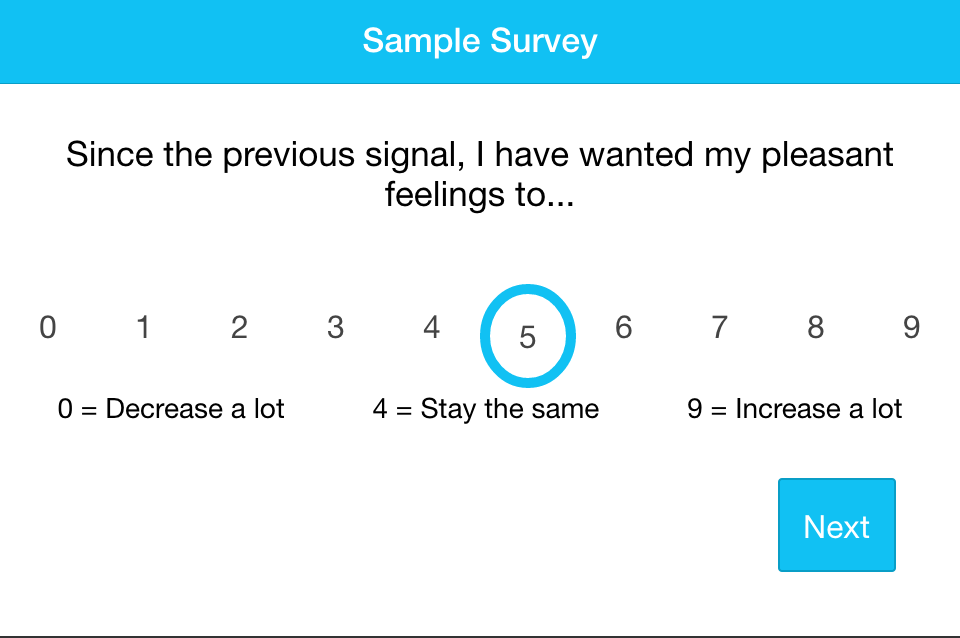 Sample Survey
Since the previous signal, I have wanted my pleasant
feelings to...
0 1 2 3 4 5 6 7 8 9
0 = Decrease a lot 4 = Stay the same 9 = Increase a lot
Next